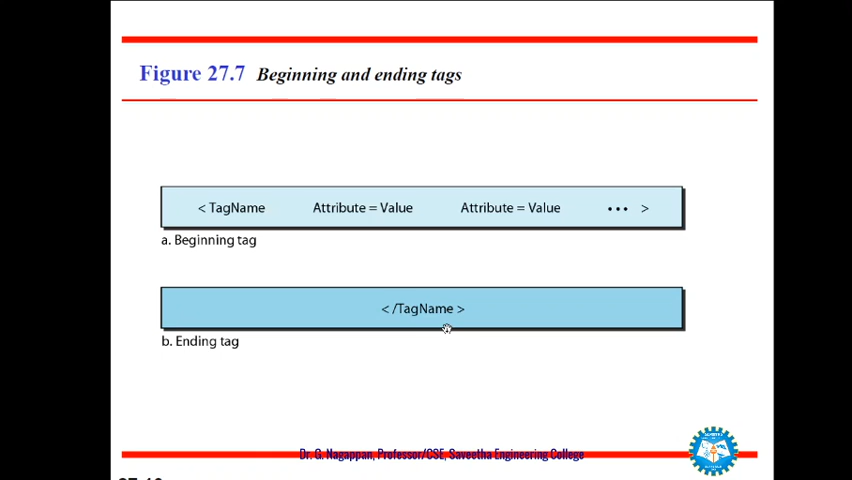 Figure 27.7 Beginning and ending tags
< TagName Attribute = Value Attribute = Value ••• >
a. Beginning tag
< /TagName >
b. Ending tag
Dr. G. Nagappan, Professor/CSE, Saveetha Engineering College